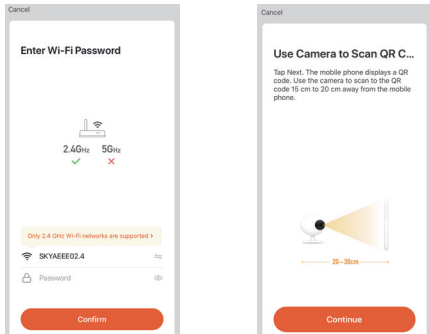 Cancel
Enter Wi-Fi Password
2.4GHz 5GHz
Only 2.4 GHz Wi-Fi networks are supported >
SKYAEEE02.4
Password
Confirm
Cancel
Use Camera to Scan QR C...
Tap Next. The mobile phone displays a QR
code. Use the camera to scan to the QR
code 15 cm to 20 cm away from the mobile
phone.
20~30cm
Continue